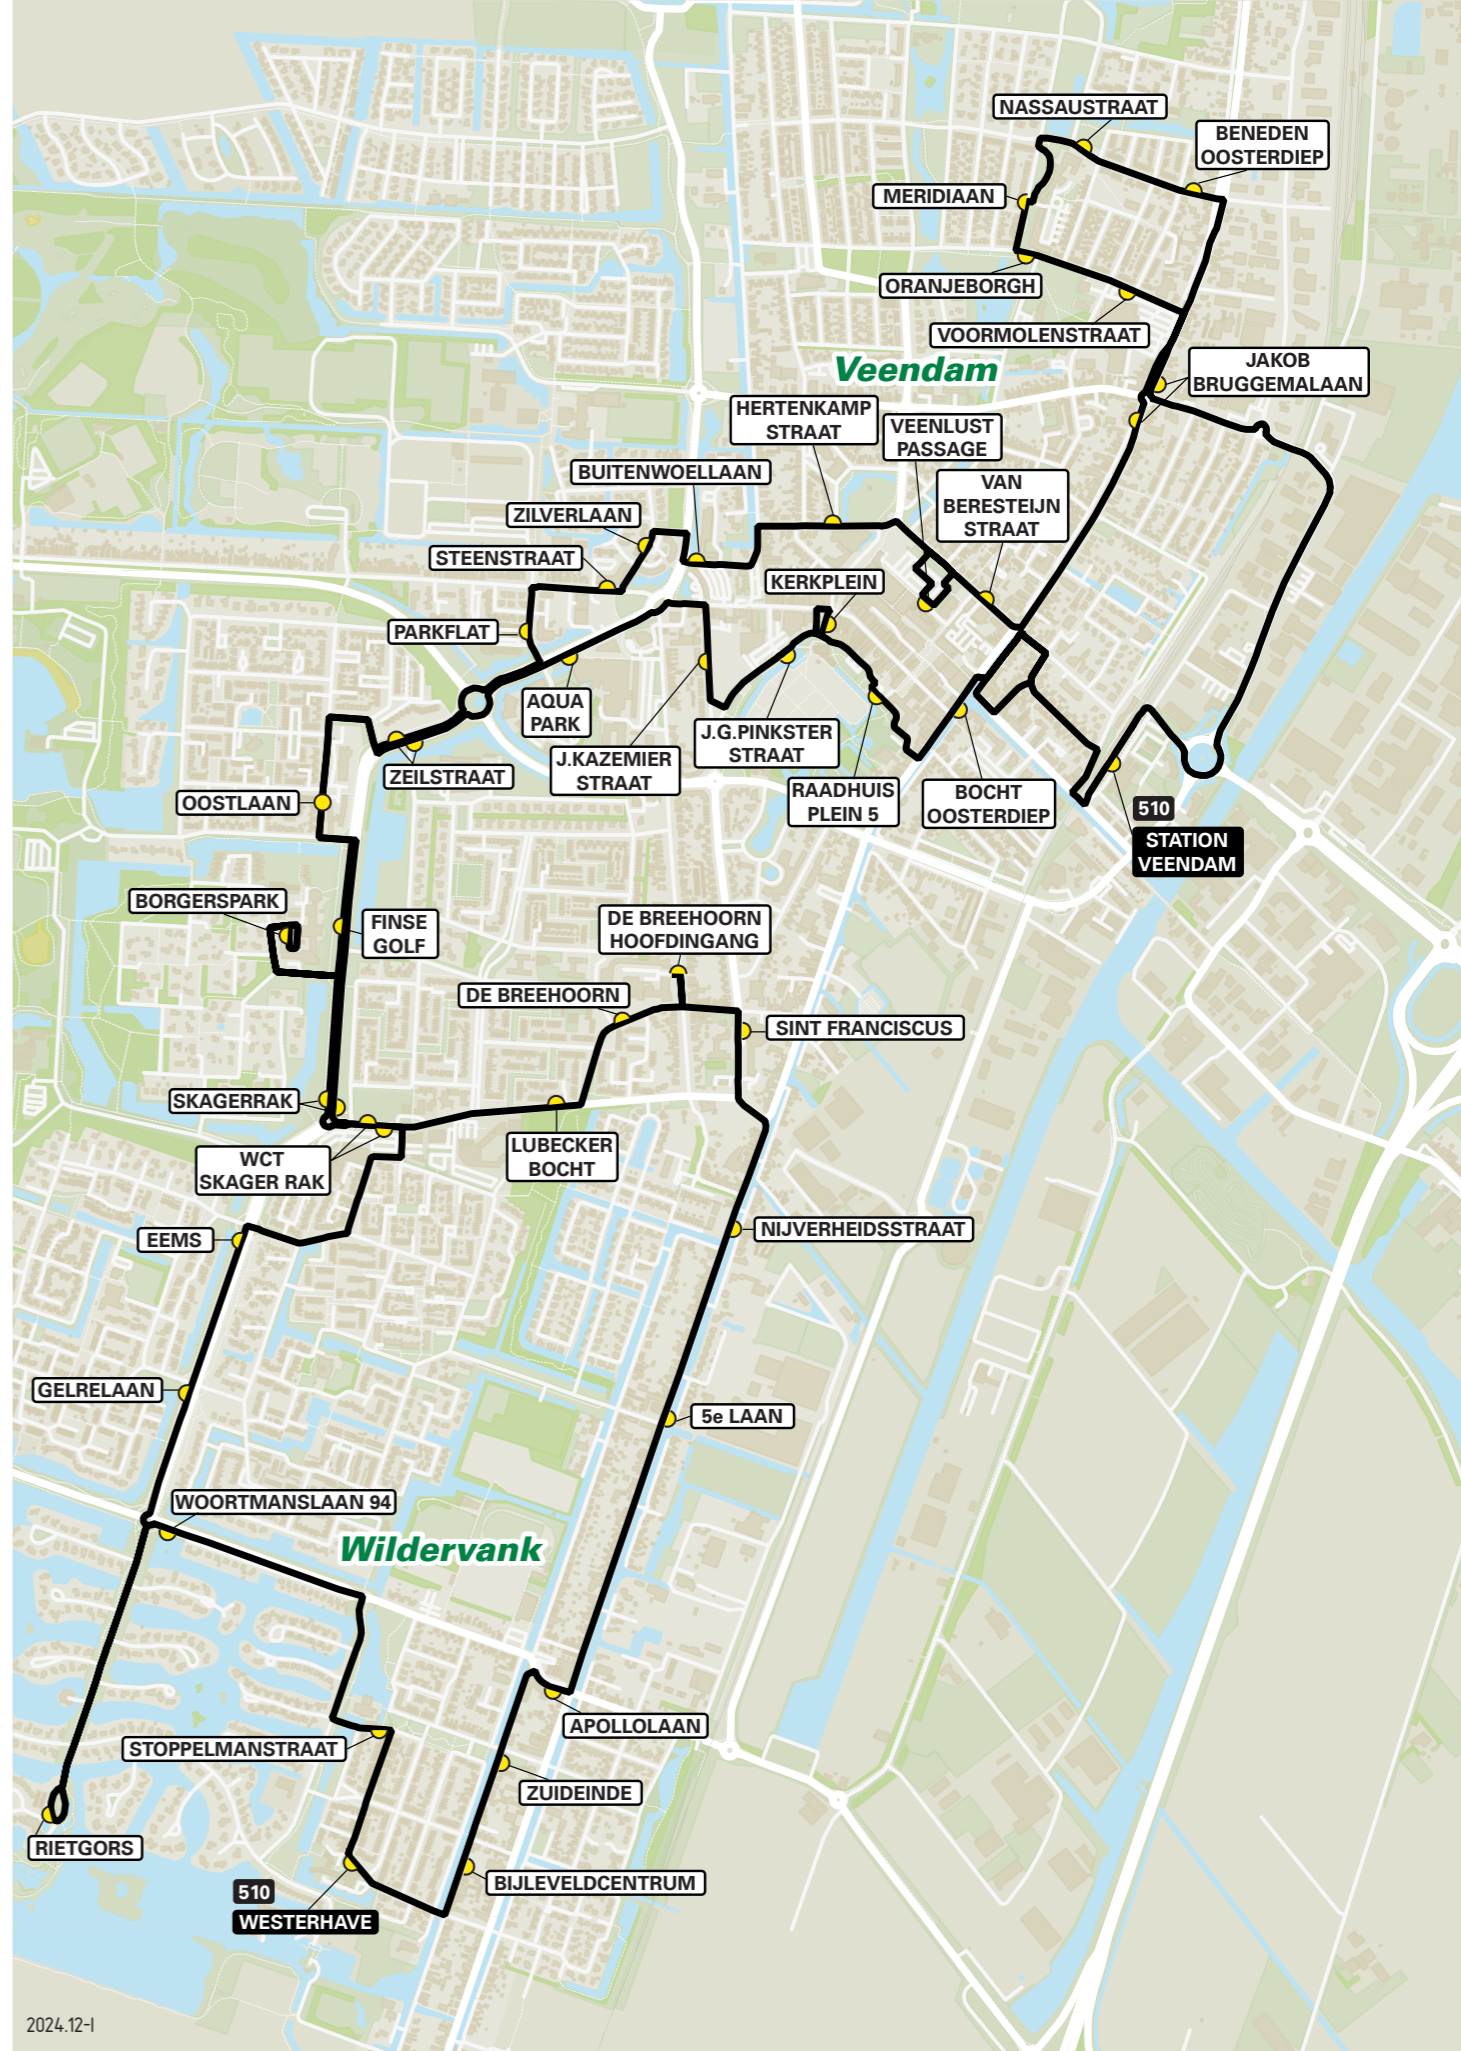 NASSAUSTRAAT
BENEDEN
OOSTERDIEP
MERIDIAAN
ORANJEBORGH
VOORMOLENSTRAAT
Veendam
JAKOB
BRUGGEMALAAN
HERTENKAMP
STRAAT
VEENLUST
PASSAGE
BUITENWOELLAAN
VAN
BERESTEIJN
STRAAT
ZILVERLAAN
STEENSTRAAT
KERKPLEIN
PARKFLAT
AQUA
PARK
J.KAZEMIER
STRAAT
J.G.PINKSTER
STRAAT
ZEILSTRAAT
RAADHUIS
PLEIN 5
BOCHT
OOSTERDIEP
OOSTLAAN
510
STATION
VEENDAM
BORGERSPARK
FINSE
GOLF
DE BREEHOORN
HOOFDINGANG
DE BREEHOORN
SINT FRANCISCUS
SKAGERRAK
WCT
SKAGER RAK
LUBECKER
BOCHT
EEMS
NIJVERHEIDSSTRAAT
GELRELAAN
5e LAAN
WOORTMANSLAAN 94
Wildervank
APOLLOLAAN
STOPPELMANSTRAAT
ZUIDEINDE
RIETGORS
BIJLEVELDCENTRUM
510
WESTERHAVE
2024.12-I